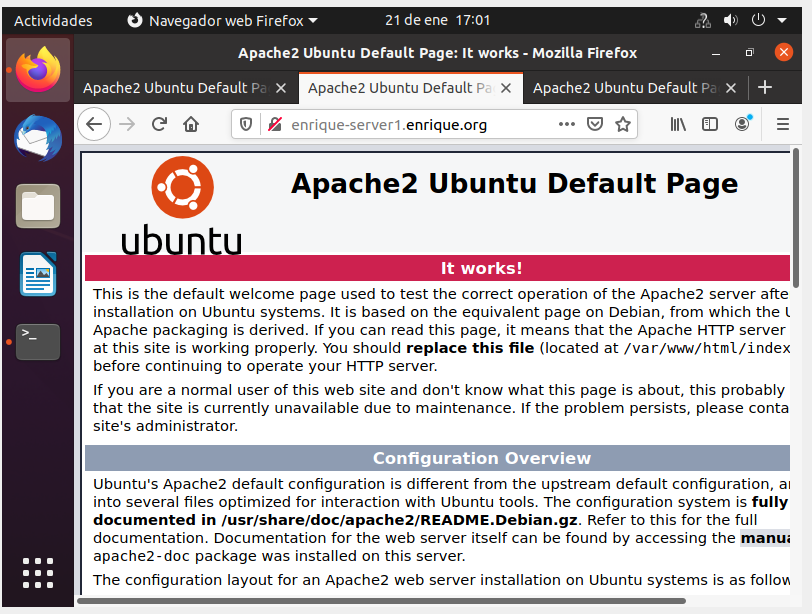 Actividades Navegador web Firefox 21 de ene 17:01
Apache2 Ubuntu Default Page: It works - Mozilla Firefox
Apache2 Ubuntu Default Pa Apache2 Ubuntu Default Pa Apache2 Ubuntu Default Pa
enrique-server1.enrique.org
ubuntu
Apache2 Ubuntu Default Page
It works!
This is the default welcome page used to test the correct operation of the Apache2 server afte
installation on Ubuntu systems. It is based on the equivalent page on Debian, from which the U
Apache packaging is derived. If you can read this page, it means that the Apache HTTP server
at this site is working properly. You should replace this file (located at /var/www/html/index
before continuing to operate your HTTP server.
If you are a normal user of this web site and don't know what this page is about, this probably
that the site is currently unavailable due to maintenance. If the problem persists, please conta
site's administrator.
Configuration Overview
Ubuntu's Apache2 default configuration is different from the upstream default configuration, a
into several files optimized for interaction with Ubuntu tools. The configuration system is fully
documented in /usr/share/doc/apache2/README.Debian.gz. Refer to this for the full
documentation. Documentation for the web server itself can be found by accessing the manua
apache2-doc package was installed on this server.
The configuration layout for an Apache2 web server installation on Ubuntu systems is as follow